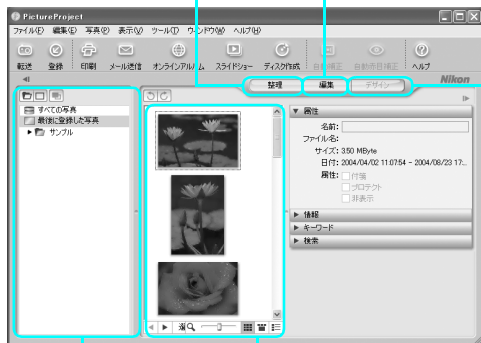 PictureProject
ファイル(F) 編集(E) 写真(P) 表示(V) ツール(T) ウィンドウ(W) ヘルプ(H)
転送 登録 印刷 メール送信 オンラインアルバム スライドショー ディスク作成 自動補正 自動赤目補正 ヘルプ
整理 編集 デザイン
Nikon
すべての写真
最後に登録した写真
サンプル
属性
名前:
ファイル名:
サイズ: 3.50 MByte
日付: 2004/04/02 11:07:54 - 2004/08/23 17...
属性: 付箋
プロテクト
非表示
情報
キーワード
検索